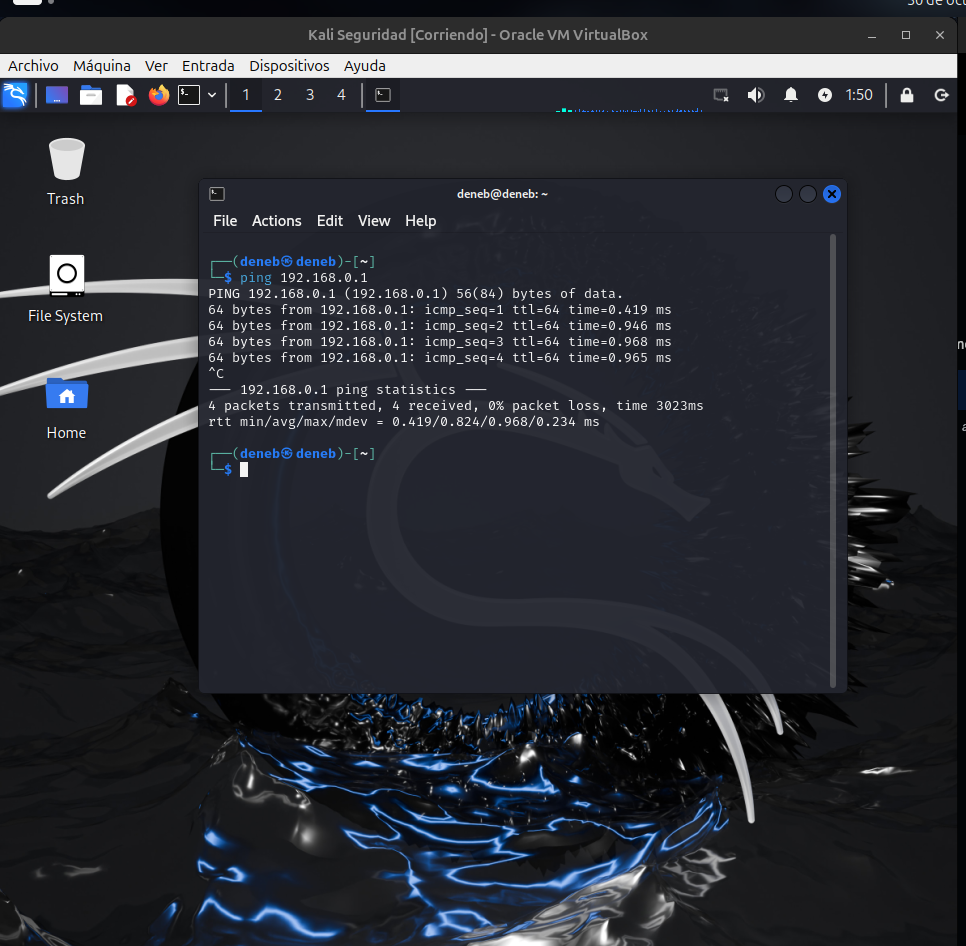 30 de oct
Kali Seguridad [Corriendo] - Oracle VM VirtualBox
Archivo Máquina Ver Entrada Dispositivos Ayuda
1 2 3 4 1:50
Trash
File System
Home
deneb@deneb: ~
File Actions Edit View Help
┌──(deneb㉿deneb)-[~]
└─$ ping 192.168.0.1
PING 192.168.0.1 (192.168.0.1) 56(84) bytes of data.
64 bytes from 192.168.0.1: icmp_seq=1 ttl=64 time=0.419 ms
64 bytes from 192.168.0.1: icmp_seq=2 ttl=64 time=0.946 ms
64 bytes from 192.168.0.1: icmp_seq=3 ttl=64 time=0.968 ms
64 bytes from 192.168.0.1: icmp_seq=4 ttl=64 time=0.965 ms
^C
--- 192.168.0.1 ping statistics ---
4 packets transmitted, 4 received, 0% packet loss, time 3023ms
rtt min/avg/max/mdev = 0.419/0.824/0.968/0.234 ms
┌──(deneb㉿deneb)-[~]
└─$